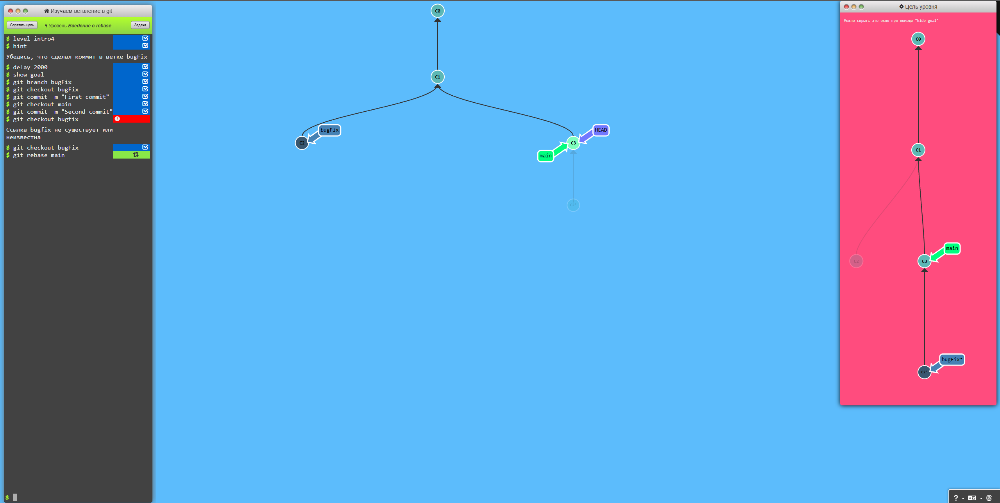 Изучаем ветвление в git
Спрятать цель
Уровень Введение в rebase
Задача
$ level intro4
$ hint
Убедись, что сделал коммит в ветке bugFix
$ delay 2000
$ show goal
$ git branch bugFix
$ git checkout bugFix
$ git commit -m "First commit"
$ git checkout main
$ git commit -m "Second commit"
$ git checkout bugfix
Ссылка bugfix не существует или
неизвестна
$ git checkout bugFix
$ git rebase main
$
C0
C1
bugFix
C2
HEAD
C3
main
C2'
Цель уровня
Можно скрыть это окно при помощи "hide goal"
C0
C1
main
C2
C3
bugFix*
C2'
?